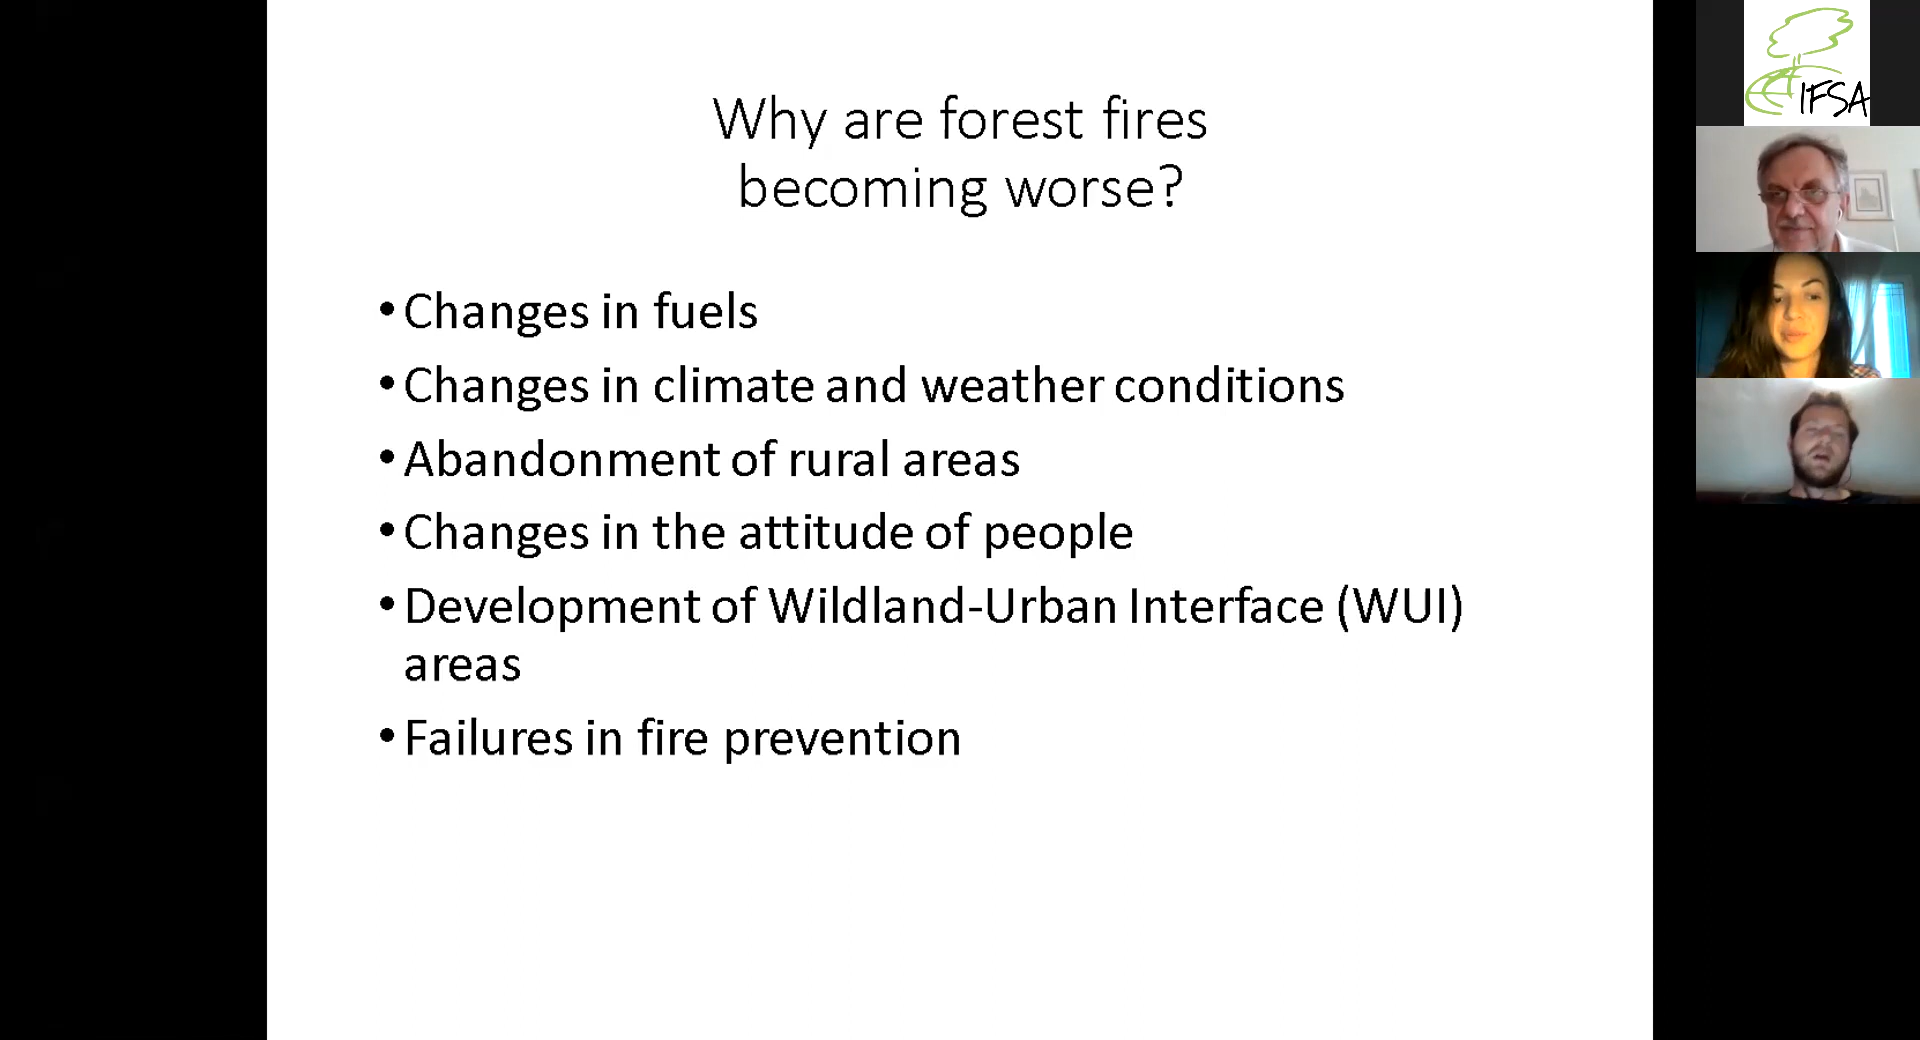 Why are forest fires
becoming worse?
•Changes in fuels
•Changes in climate and weather conditions
•Abandonment of rural areas
•Changes in the attitude of people
•Development of Wildland-Urban Interface (WUI)
areas
•Failures in fire prevention
IFSA